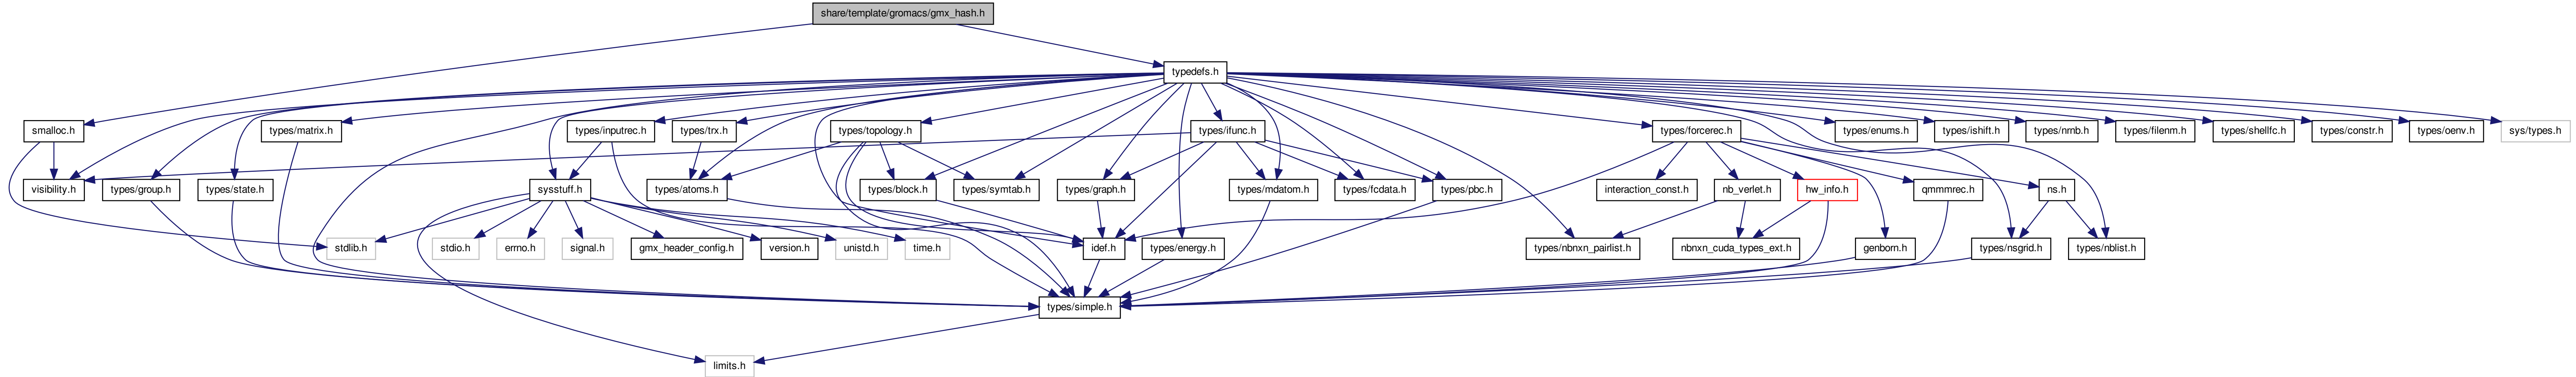 share/template/gromacs/gmx_hash.h
typedefs.h
smalloc.h
types/matrix.h
types/inputrec.h
types/trx.h
types/topology.h
types/ifunc.h
types/forcerec.h
types/enums.h
types/ishift.h
types/nrnb.h
types/filenm.h
types/shellfc.h
types/constr.h
types/oenv.h
sys/types.h
visibility.h
types/group.h
types/state.h
sysstuff.h
types/atoms.h
types/block.h
types/symtab.h
types/graph.h
types/mdatom.h
types/fcdata.h
types/pbc.h
interaction_const.h
nb_verlet.h
hw_info.h
qmmmrec.h
ns.h
stdlib.h
stdio.h
errno.h
signal.h
gmx_header_config.h
version.h
unistd.h
time.h
idef.h
types/energy.h
types/nbnxn_pairlist.h
nbnxn_cuda_types_ext.h
genborn.h
types/nsgrid.h
types/nblist.h
types/simple.h
limits.h